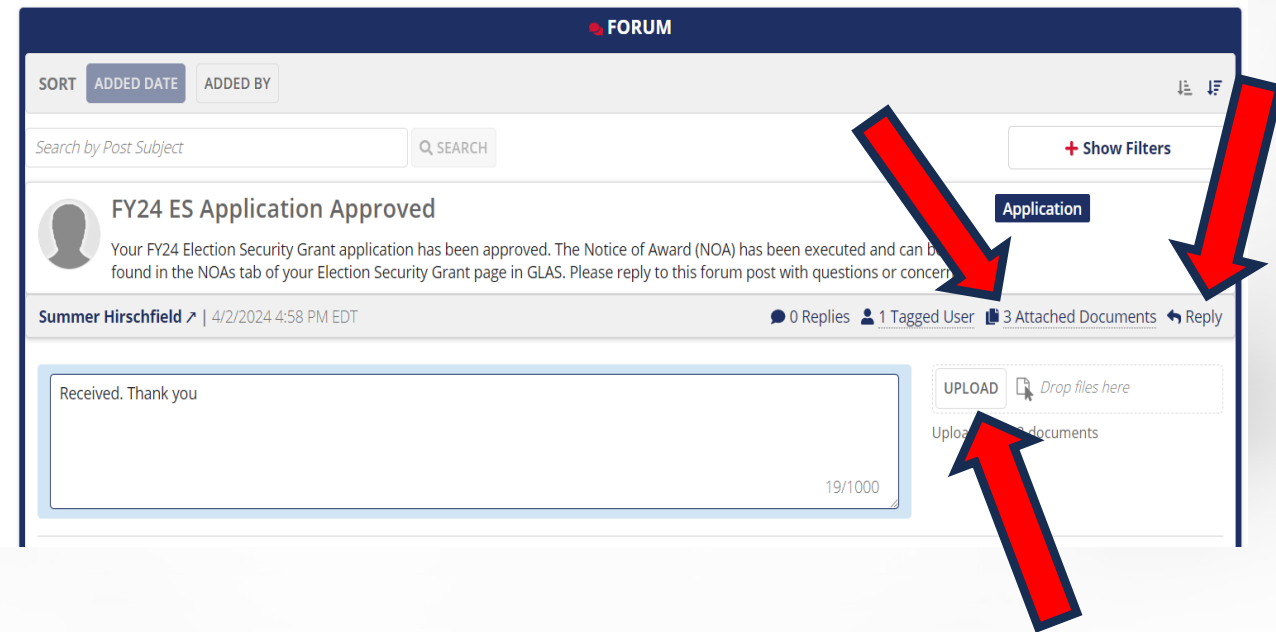 FORUM
SORT ADDED DATE ADDED BY
Search by Post Subject SEARCH + Show Filters
FY24 ES Application Approved Application
Your FY24 Election Security Grant application has been approved. The Notice of Award (NOA) has been executed and can
found in the NOAs tab of your Election Security Grant page in GLAS. Please reply to this forum post with questions or
Summer Hirschfield | 4/2/2024 4:58 PM EDT 0 Replies 1 Tagged User 3 Attached Documents Reply
Received. Thank you UPLOAD Drop files here
documents
19/1000